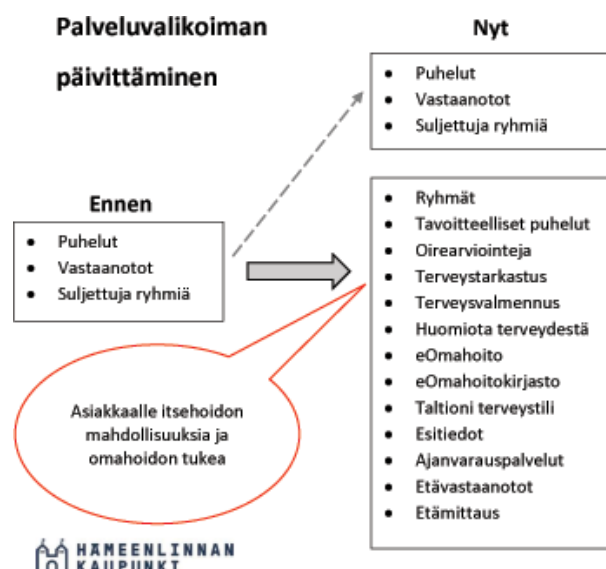 Palveluvalikoiman
päivittäminen
Ennen
• Puhelut
• Vastaanotot
• Suljettuja ryhmiä
Asiakkaalle itsehoidon
mahdollisuuksia ja
omahoidon tukea
Nyt
• Puhelut
• Vastaanotot
• Suljettuja ryhmiä
• Ryhmät
• Tavoitteelliset puhelut
• Oirearviointeja
• Terveystarkastus
• Terveysvalmennus
• Huomiota terveydestä
• eOmahoito
• eOmahoitokirjasto
• Taltioni terveystili
• Esitiedot
• Ajanvarauspalvelut
• Etävastaanotot
• Etämittaus
HÄMEENLINNAN
KAUPUNKI